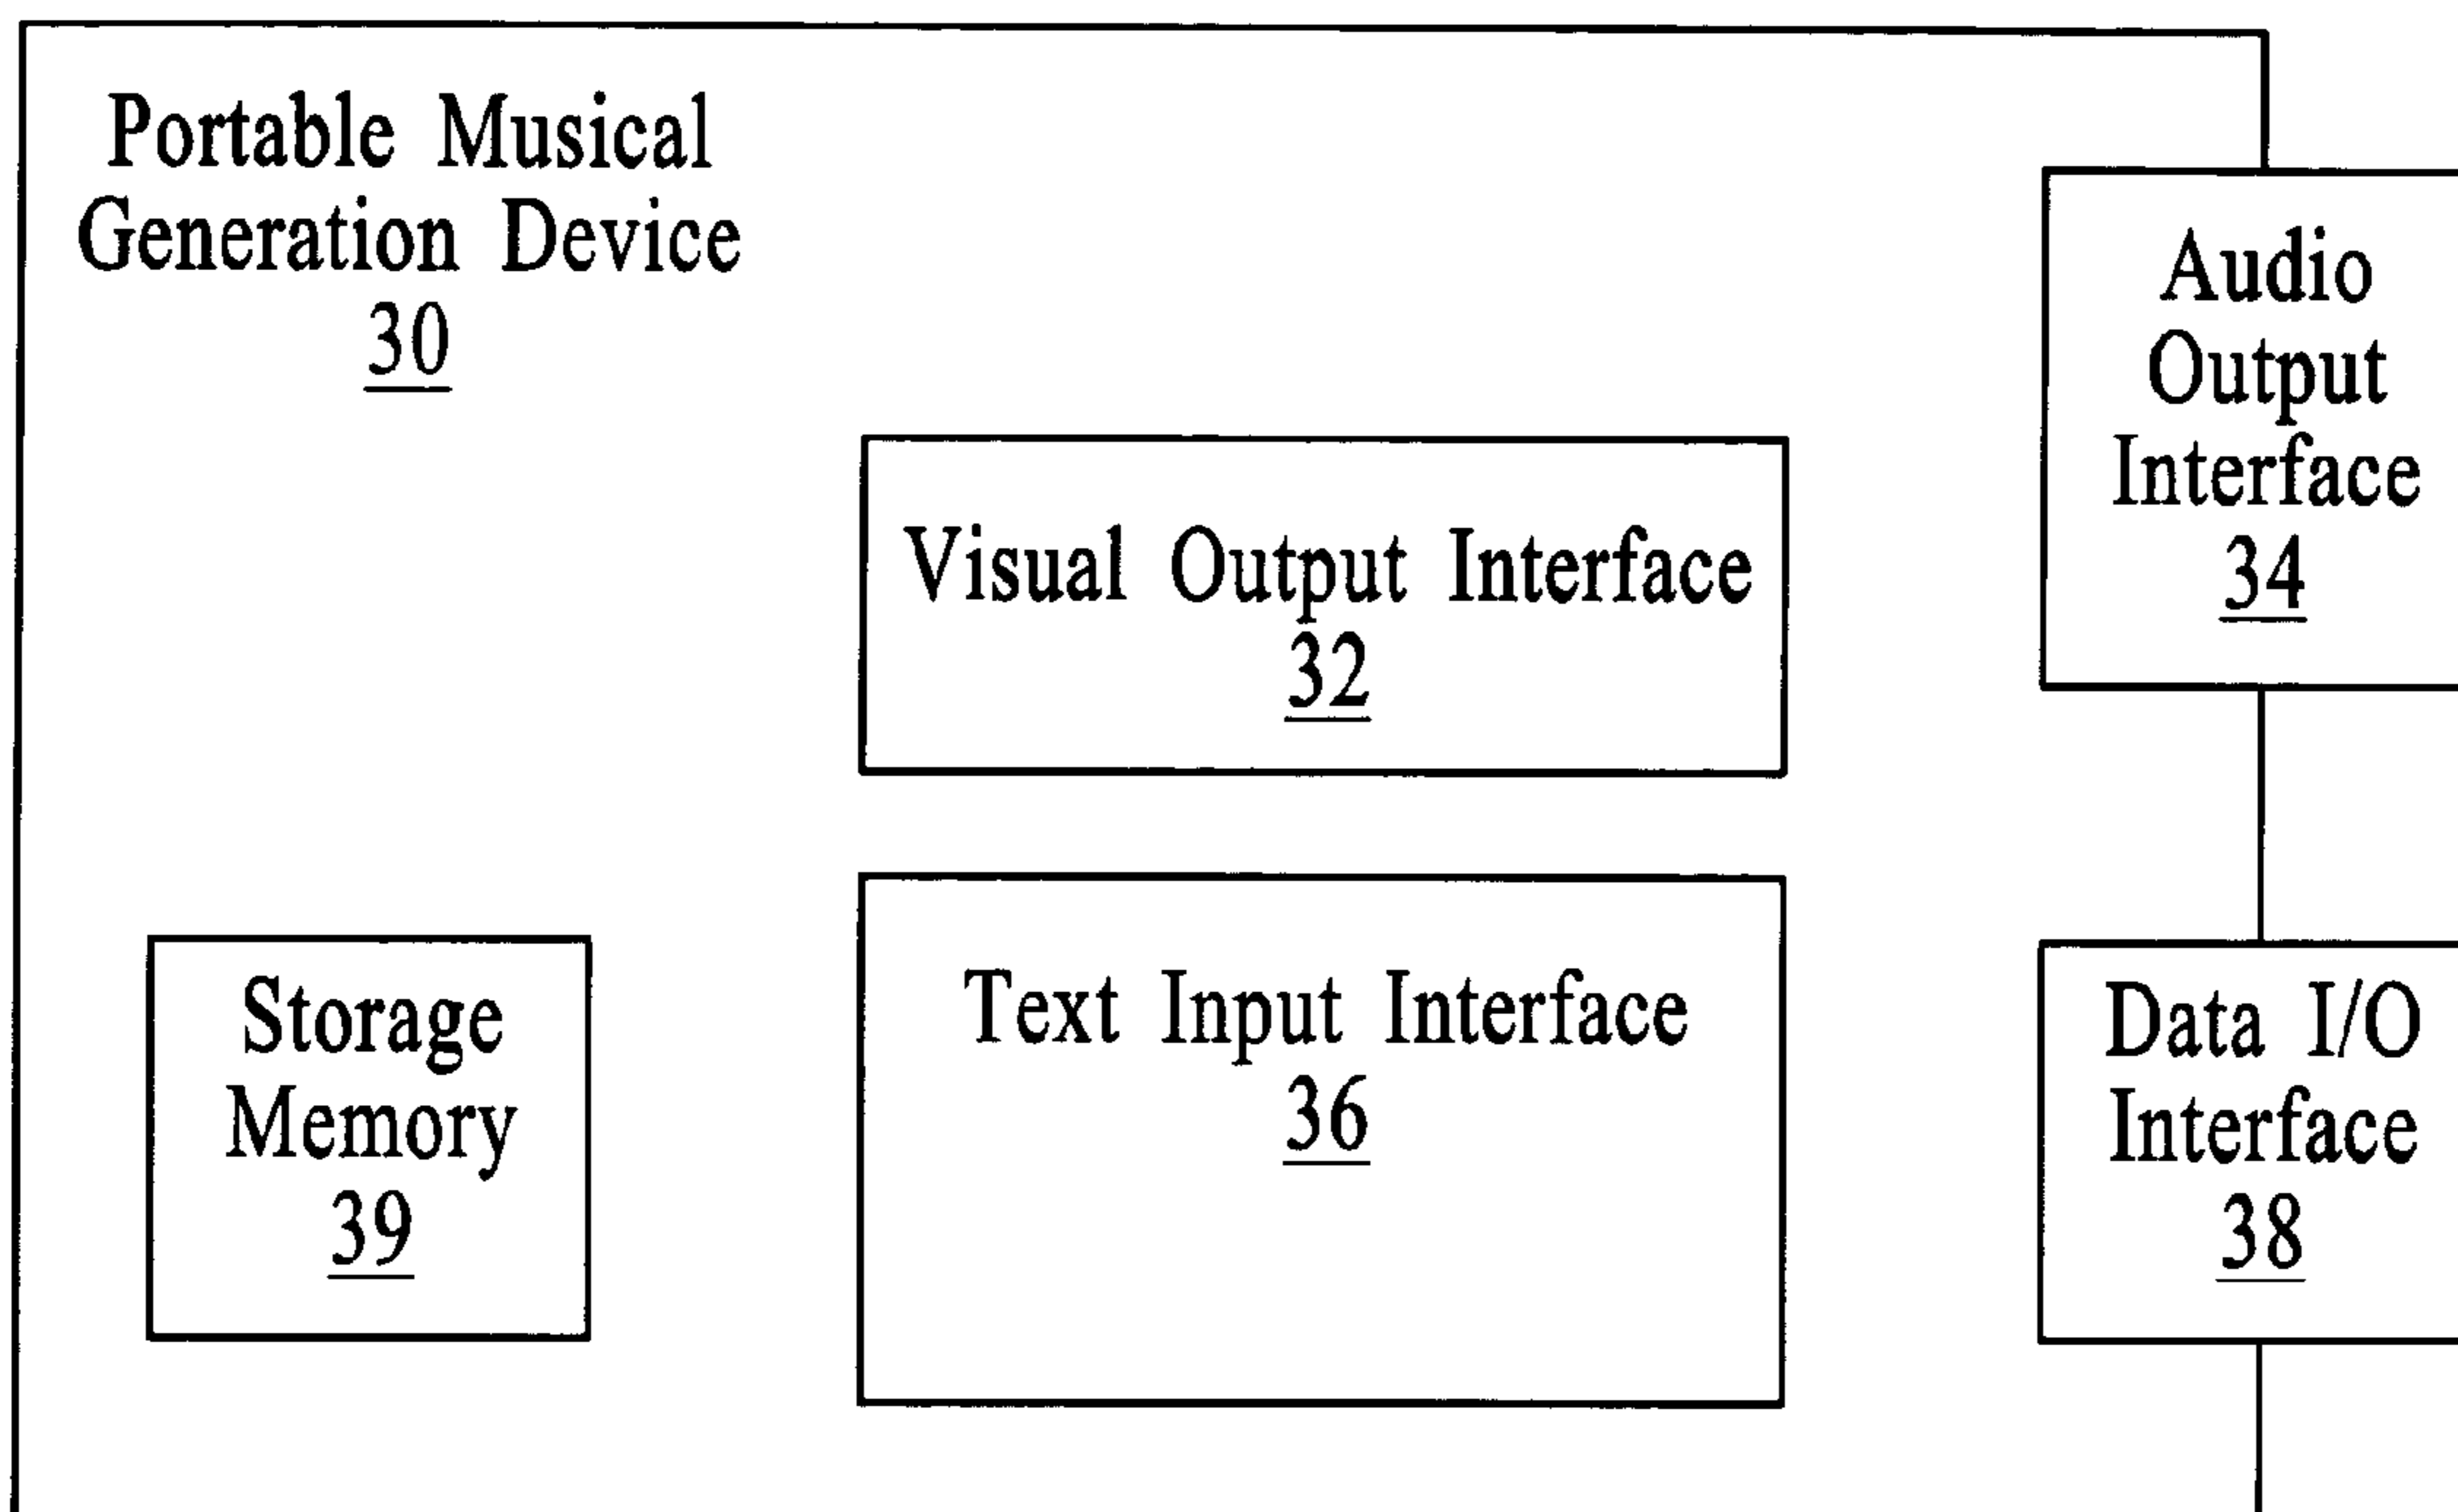 Portable Musical
Generation Device
30
Audio
Output
Interface
34
Visual Output Interface
32
Storage
Memory
39
Text Input Interface
36
Data I/O
Interface
38